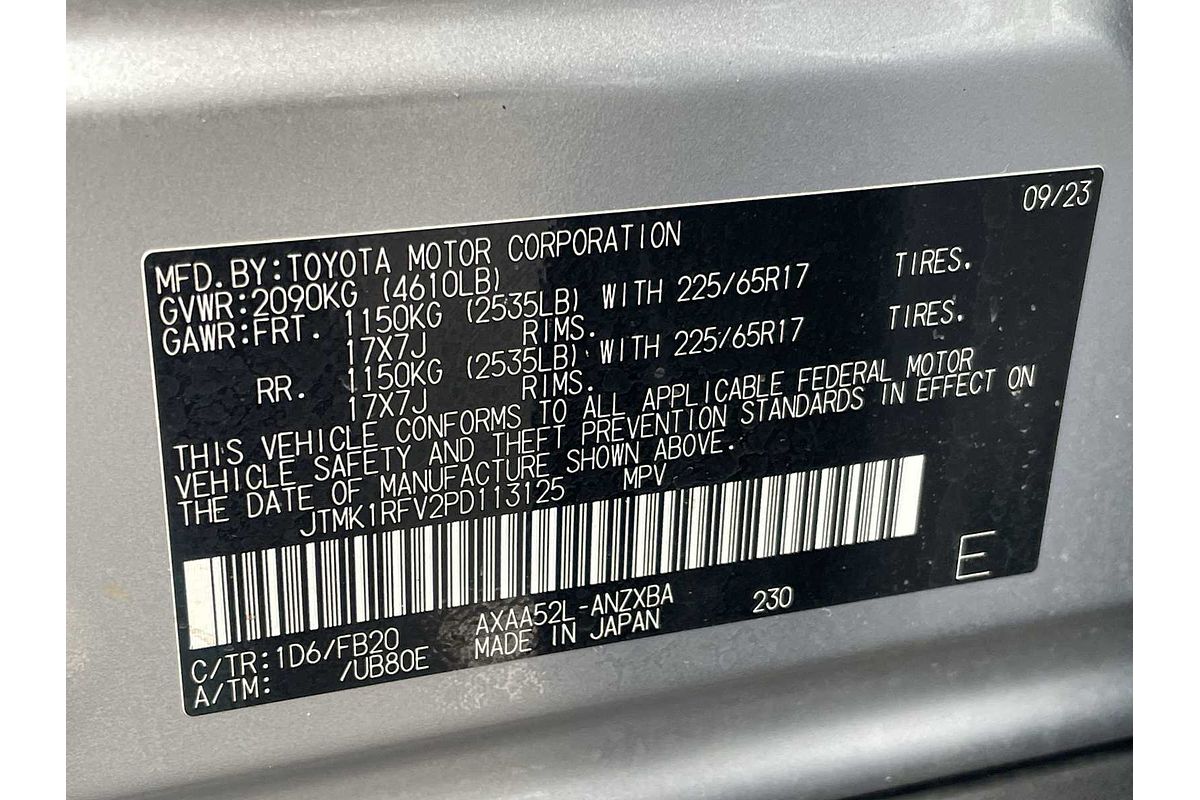 09/23
MFD.BY:TOYOTA MOTOR CORPORATION
GVWR:2090KG (4610LB)
GAWR:FRT. 1150KG (2535LB) WITH 225/65R17 TIRES.
17X7J RIMS.
RR. 1150KG (2535LB) WITH 225/65R17 TIRES.
17X7J RIMS.
THIS VEHICLE CONFORMS TO ALL APPLICABLE FEDERAL MOTOR
VEHICLE SAFETY AND THEFT PREVENTION STANDARDS IN EFFECT ON
THE DATE OF MANUFACTURE SHOWN ABOVE.
JTMK1RFV2PD113125 MPV
E
C/TR:1D6/FB20 AXAA52L-ANZXBA 230
A/TM: /UB80E MADE IN JAPAN